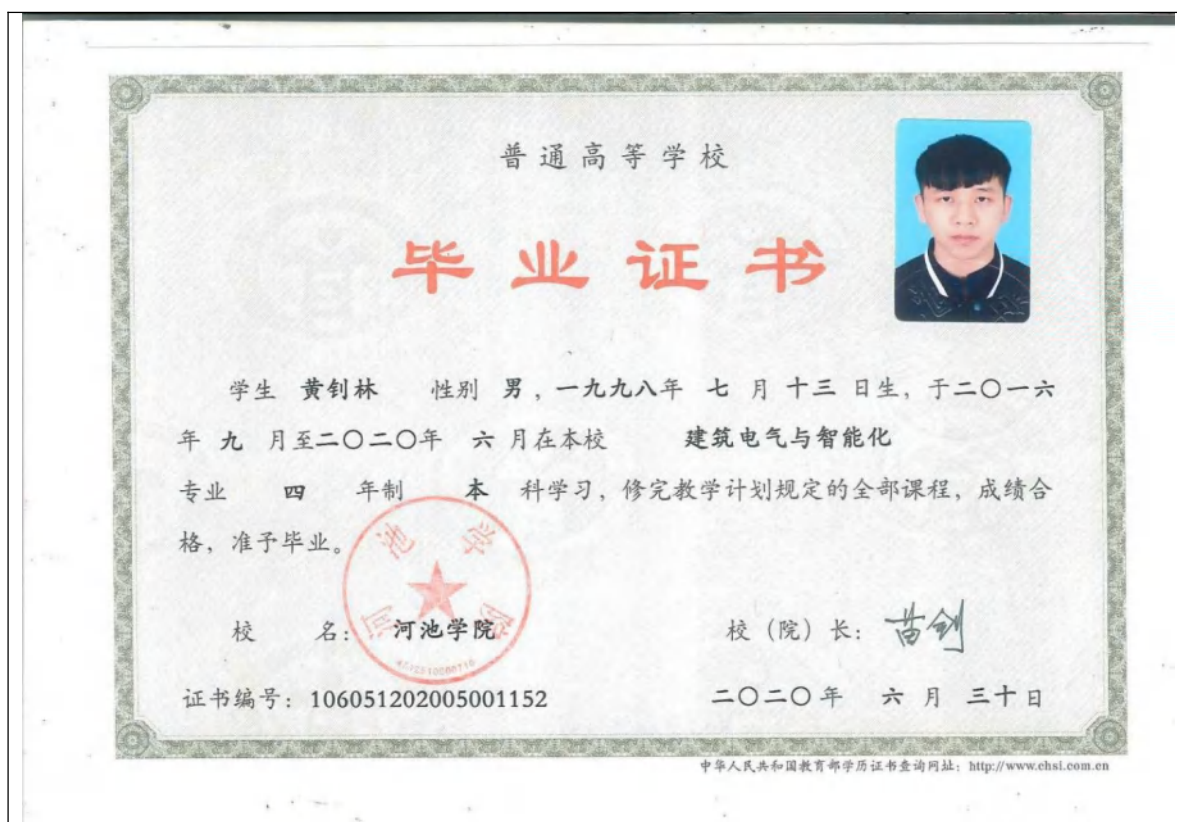 普通高等学校
毕业证书
学生 黄钊林 性别 男，一九九八年 七 月 十三 日生，于二〇一六
年 九 月至二〇二〇年 六 月在本校 建筑电气与智能化
专业 四 年制 本 科学习，修完教学计划规定的全部课程，成绩合
格，准予毕业。
河池学院
校 名： 河池学院 校（院）长： 苗剑
证书编号：106051202005001152 二〇二〇年 六 月 三十日
中华人民共和国教育部学历证书查询网址：http://www.chsi.com.cn